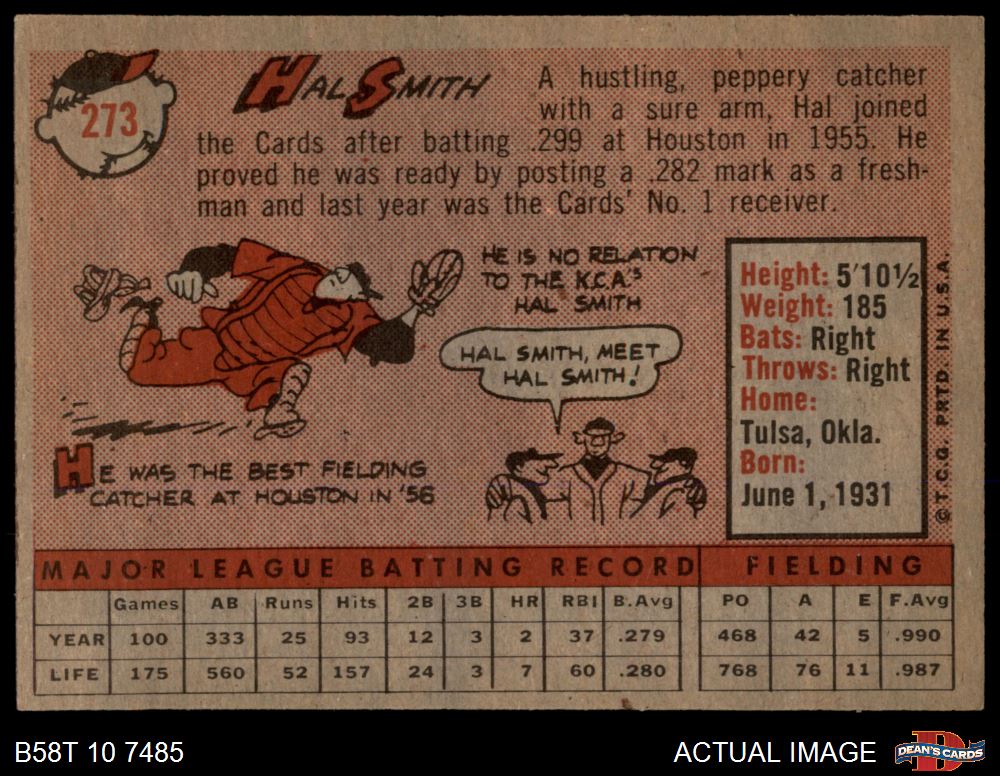 273
HAL SMITH
A hustling, peppery catcher
with a sure arm, Hal joined
the Cards after batting .299 at Houston in 1955. He
proved he was ready by posting a .282 mark as a fresh-
man and last year was the Cards' No. 1 receiver.
HE IS NO RELATION
TO THE K.C.A.'S
HAL SMITH
HAL SMITH, MEET
HAL SMITH!
HE WAS THE BEST FIELDING
CATCHER AT HOUSTON IN '56
Height: 5'10½
Weight: 185
Bats: Right
Throws: Right
Home:
Tulsa, Okla.
Born:
June 1, 1931
© T.C.G. PRTD. IN U.S.A.
MAJOR LEAGUE BATTING RECORD FIELDING
Games AB Runs Hits 2B 3B HR RBI B.Avg PO A E F.Avg
YEAR 100 333 25 93 12 3 2 37 .279 468 42 5 .990
LIFE 175 560 52 157 24 3 7 60 .280 768 76 11 .987
B58T 10 7485 ACTUAL IMAGE DEAN'S CARDS